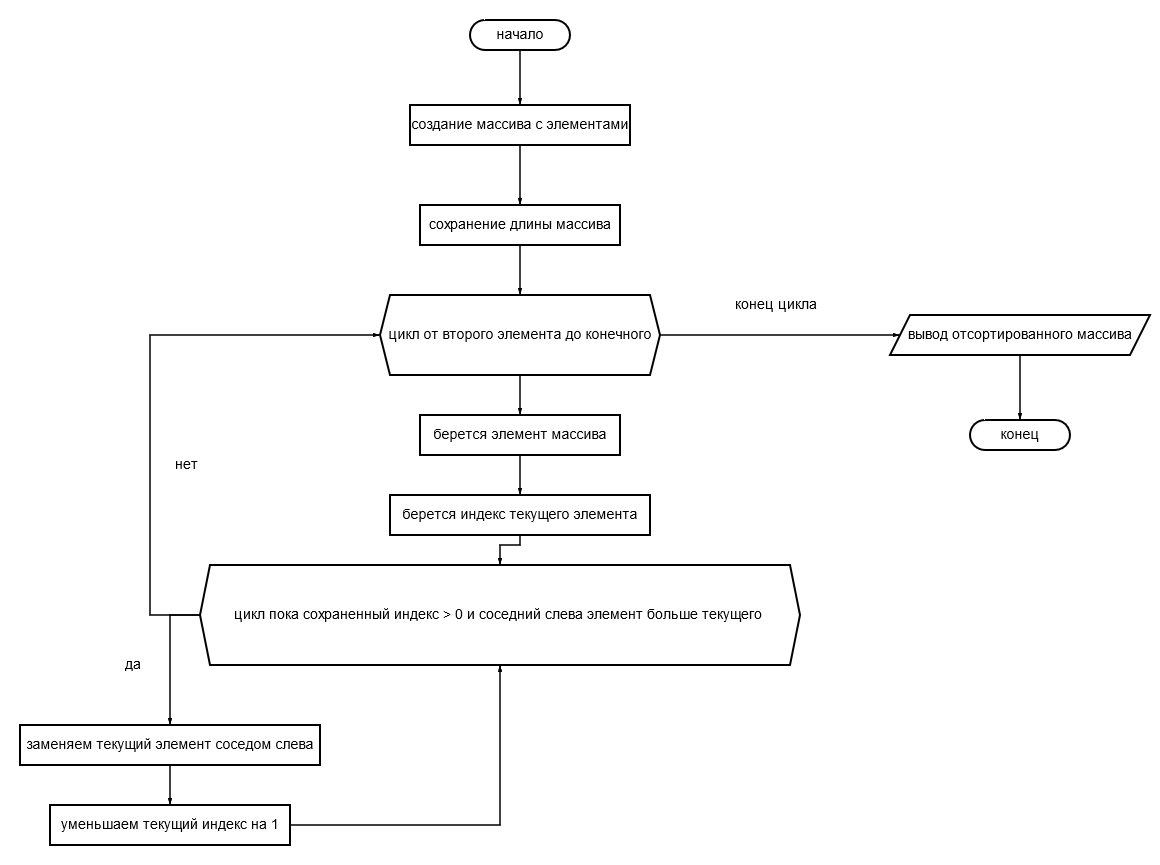 начало
создание массива с элементами
сохранение длины массива
конец цикла
цикл от второго элемента до конечного
вывод отсортированного массива
берется элемент массива
конец
нет
берется индекс текущего элемента
цикл пока сохраненный индекс > 0 и соседний слева элемент больше текущего
да
заменяем текущий элемент соседом слева
уменьшаем текущий индекс на 1